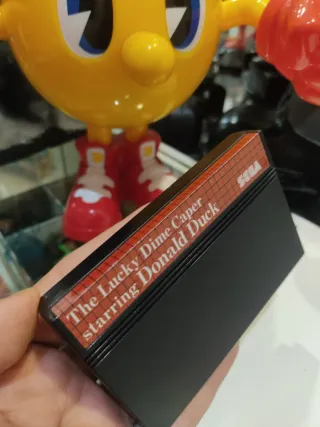 The Lucky Dime Caper
starring Donald Duck
SEGA